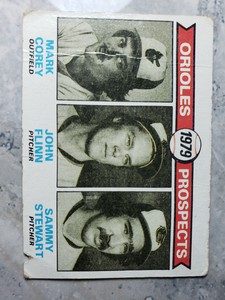 ORIOLES 1979 PROSPECTS
MARK
COREY
OUTFIELD
JOHN
FLINN
PITCHER
SAMMY
STEWART
PITCHER